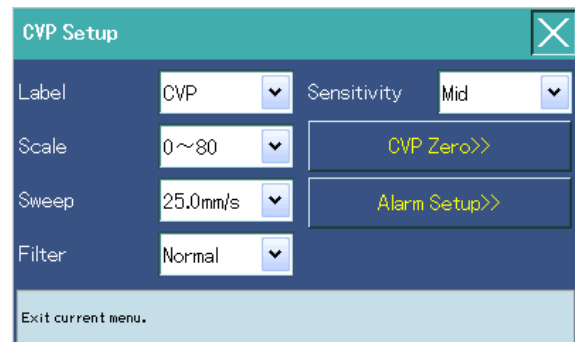 CVP Setup
Label CVP Sensitivity Mid
Scale 0~80 CVP Zero>>
Sweep 25.0mm/s Alarm Setup>>
Filter Normal
Exit current menu.